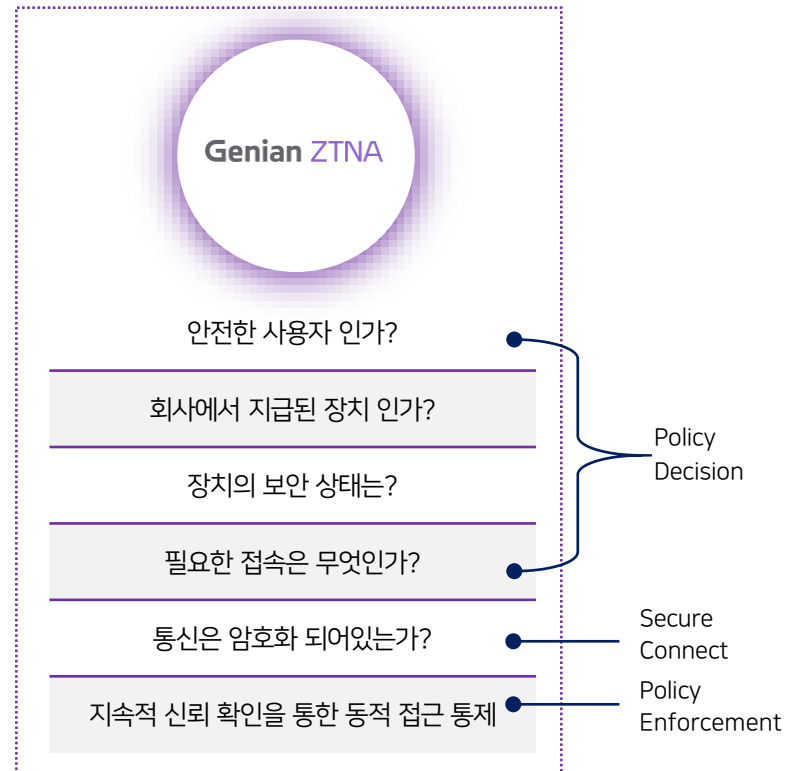 Genian ZTNA
안전한 사용자 인가?
회사에서 지급된 장치 인가?
장치의 보안 상태는?
필요한 접속은 무엇인가?
Policy
Decision
통신은 암호화 되어있는가?
Secure
Connect
지속적 신뢰 확인을 통한 동적 접근 통제
Policy
Enforcement